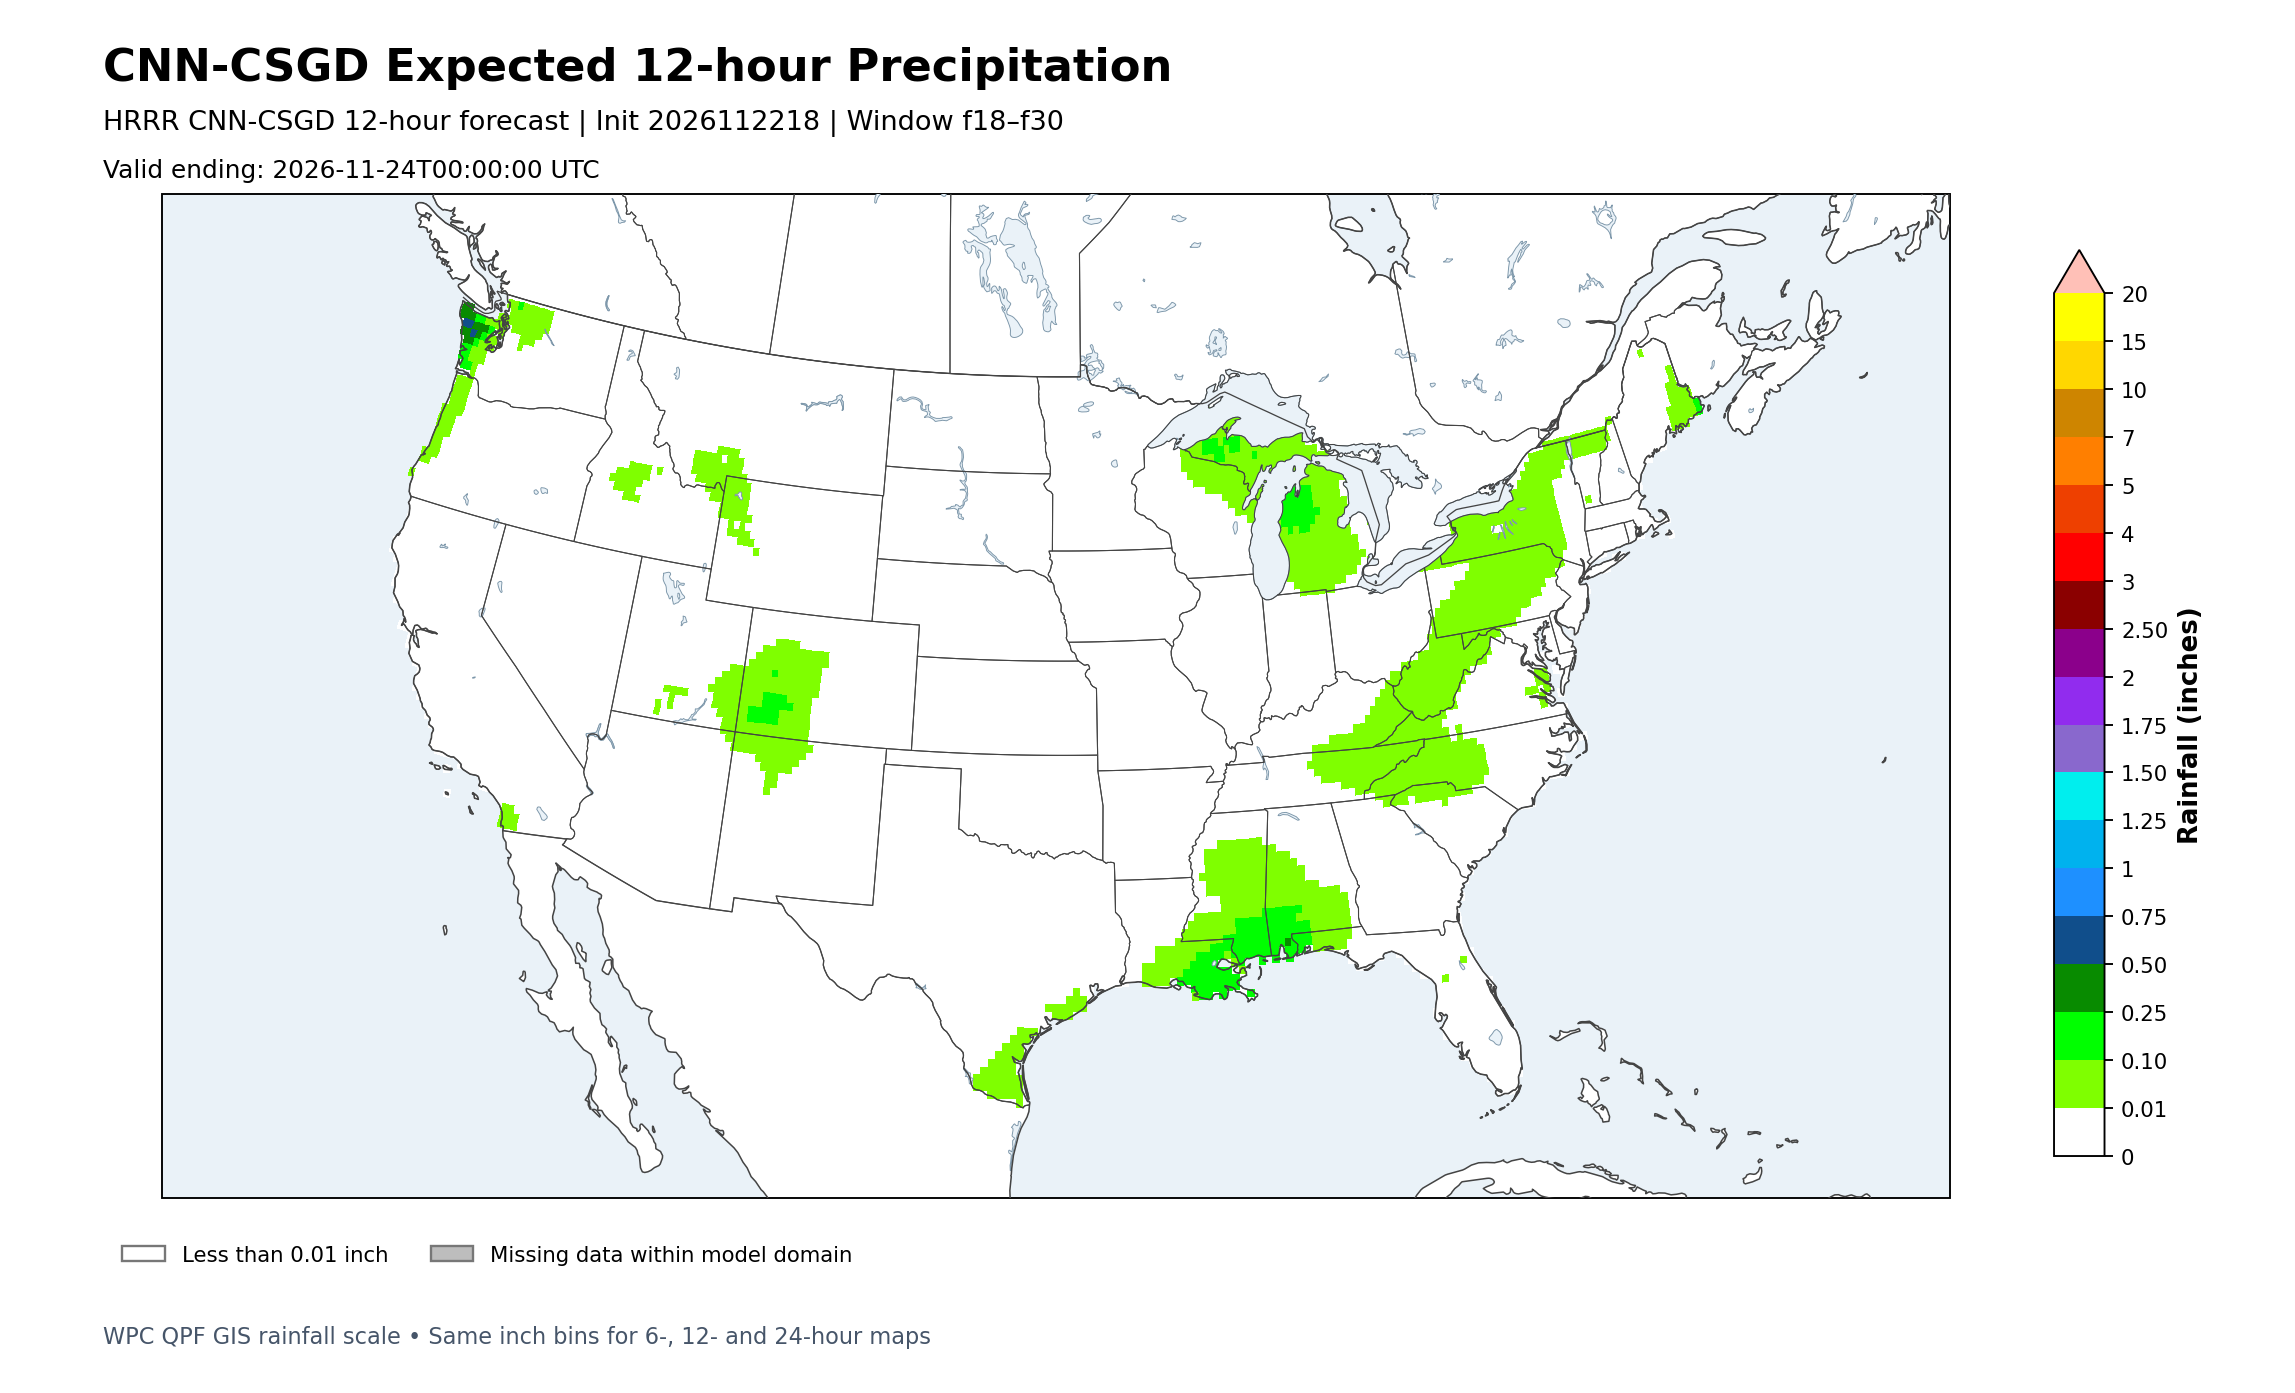 CNN-CSGD Expected 12-hour Precipitation
HRRR CNN-CSGD 12-hour forecast | Init 2026112218 | Window f18–f30
Valid ending: 2026-11-24T00:00:00 UTC
20
15
10
7
5
4
3
2.50
2
1.75
1.50
1.25
1
0.75
0.50
0.25
0.10
0.01
0
Rainfall (inches)
Less than 0.01 inch
Missing data within model domain
WPC QPF GIS rainfall scale • Same inch bins for 6-, 12- and 24-hour maps